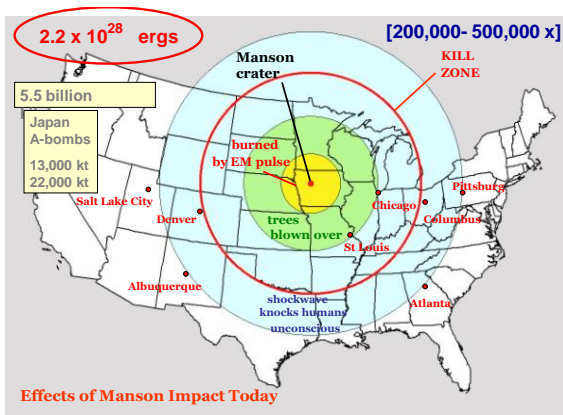 2.2 x 10²⁸ ergs
[200,000- 500,000 x]
Manson
crater
KILL
ZONE
5.5 billion
Japan
A-bombs
13,000 kt
22,000 kt
burned
by EM pulse
Salt Lake City
Denver
Chicago
Pittsburg
Columbus
trees
blown over
St Louis
Albuquerque
Atlanta
shockwave
knocks humans
unconscious
Effects of Manson Impact Today